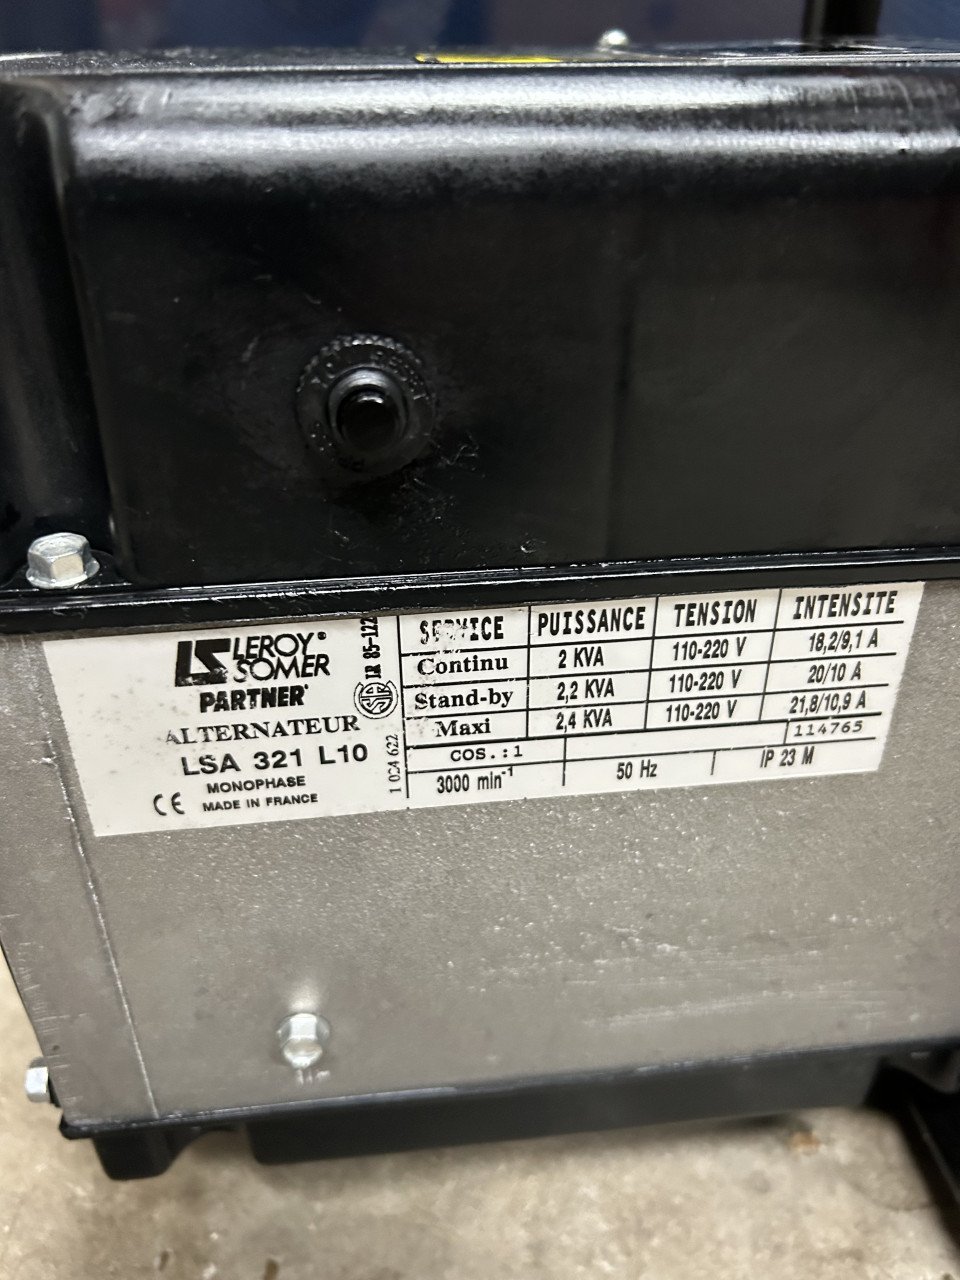 LEROY®
SOMER
PARTNER
ALTERNATEUR
LSA 321 L10
MONOPHASE
CE MADE IN FRANCE
LR 85-122
1 024 622
SERVICE PUISSANCE TENSION INTENSITE
Continu 2 KVA 110-220 V 18,2/9,1 A
Stand-by 2,2 KVA 110-220 V 20/10 A
Maxi 2,4 KVA 110-220 V 21,8/10,9 A
COS.:1 114765
3000 min⁻¹ 50 Hz IP 23 M